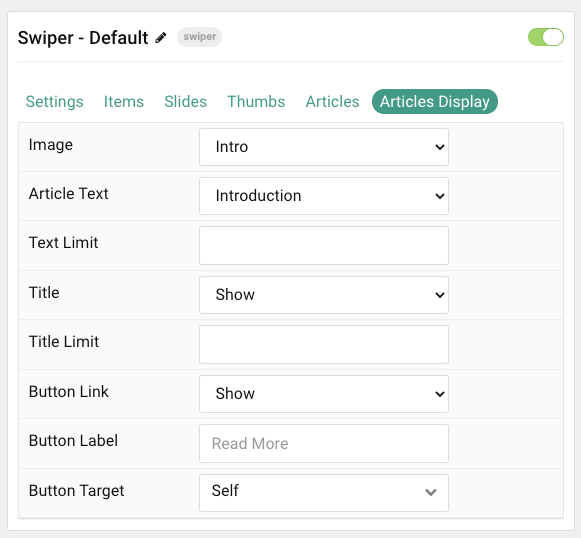 Swiper - Default swiper
Settings Items Slides Thumbs Articles Articles Display
Image Intro
Article Text Introduction
Text Limit
Title Show
Title Limit
Button Link Show
Button Label Read More
Button Target Self